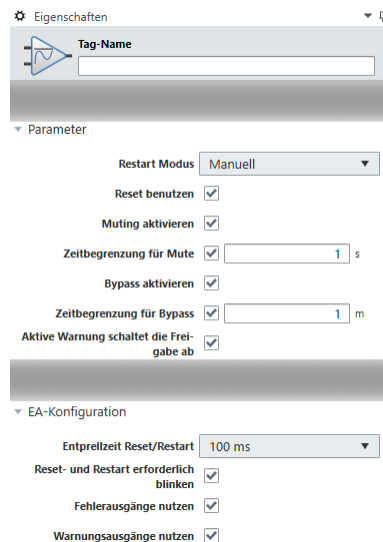 Eigenschaften
Tag-Name
Parameter
Restart Modus Manuell
Reset benutzen
Muting aktivieren
Zeitbegrenzung für Mute 1 s
Bypass aktivieren
Zeitbegrenzung für Bypass 1 m
Aktive Warnung schaltet die Frei-
gabe ab
EA-Konfiguration
Entprellzeit Reset/Restart 100 ms
Reset- und Restart erforderlich
blinken
Fehlerausgänge nutzen
Warnungsausgänge nutzen